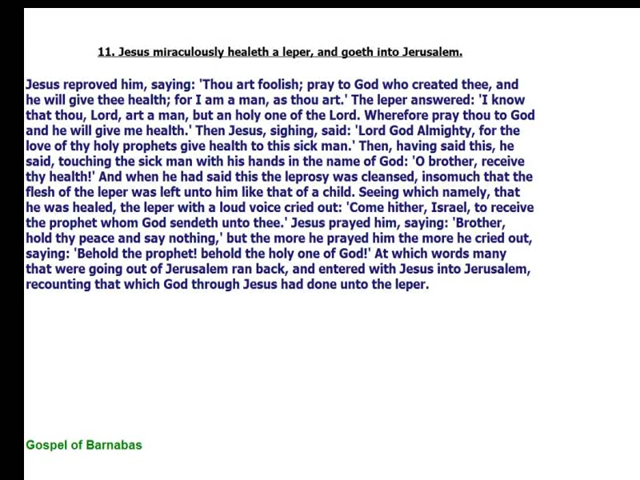 11. Jesus miraculously healeth a leper, and goeth into Jerusalem.
Jesus reproved him, saying: 'Thou art foolish; pray to God who created thee, and
he will give thee health; for I am a man, as thou art.' The leper answered: 'I know
that thou, Lord, art a man, but an holy one of the Lord. Wherefore pray thou to God
and he will give me health.' Then Jesus, sighing, said: 'Lord God Almighty, for the
love of thy holy prophets give health to this sick man.' Then, having said this, he
said, touching the sick man with his hands in the name of God: 'O brother, receive
thy health!' And when he had said this the leprosy was cleansed, insomuch that the
flesh of the leper was left unto him like that of a child. Seeing which namely, that
he was healed, the leper with a loud voice cried out: 'Come hither, Israel, to receive
the prophet whom God sendeth unto thee.' Jesus prayed him, saying: 'Brother,
hold thy peace and say nothing,' but the more he prayed him the more he cried out,
saying: 'Behold the prophet! behold the holy one of God!' At which words many
that were going out of Jerusalem ran back, and entered with Jesus into Jerusalem,
recounting that which God through Jesus had done unto the leper.
Gospel of Barnabas